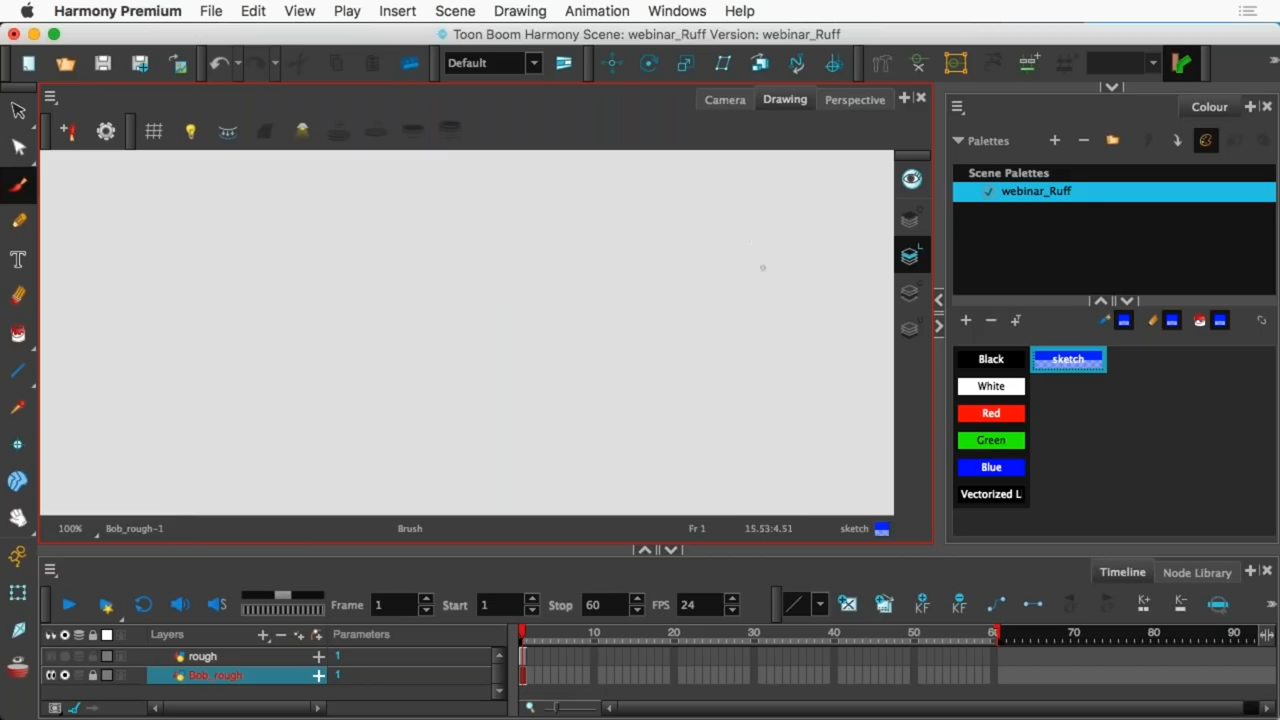 Harmony Premium File Edit View Play Insert Scene Drawing Animation Windows Help
Toon Boom Harmony Scene: webinar_Ruff Version: webinar_Ruff
Default
Camera Drawing Perspective
Colour
Palettes
Scene Palettes
webinar_Ruff
Black sketch
White
Red
Green
Blue
Vectorized L
100% Bob_rough-1 Brush Fr 1 15.53:4.51 sketch
Timeline Node Library
Frame 1 Start 1 Stop 60 FPS 24 KF KF K+ K-
Layers Parameters 10 20 30 40 50 60 70 80 90
rough 1
Bob_rough 1